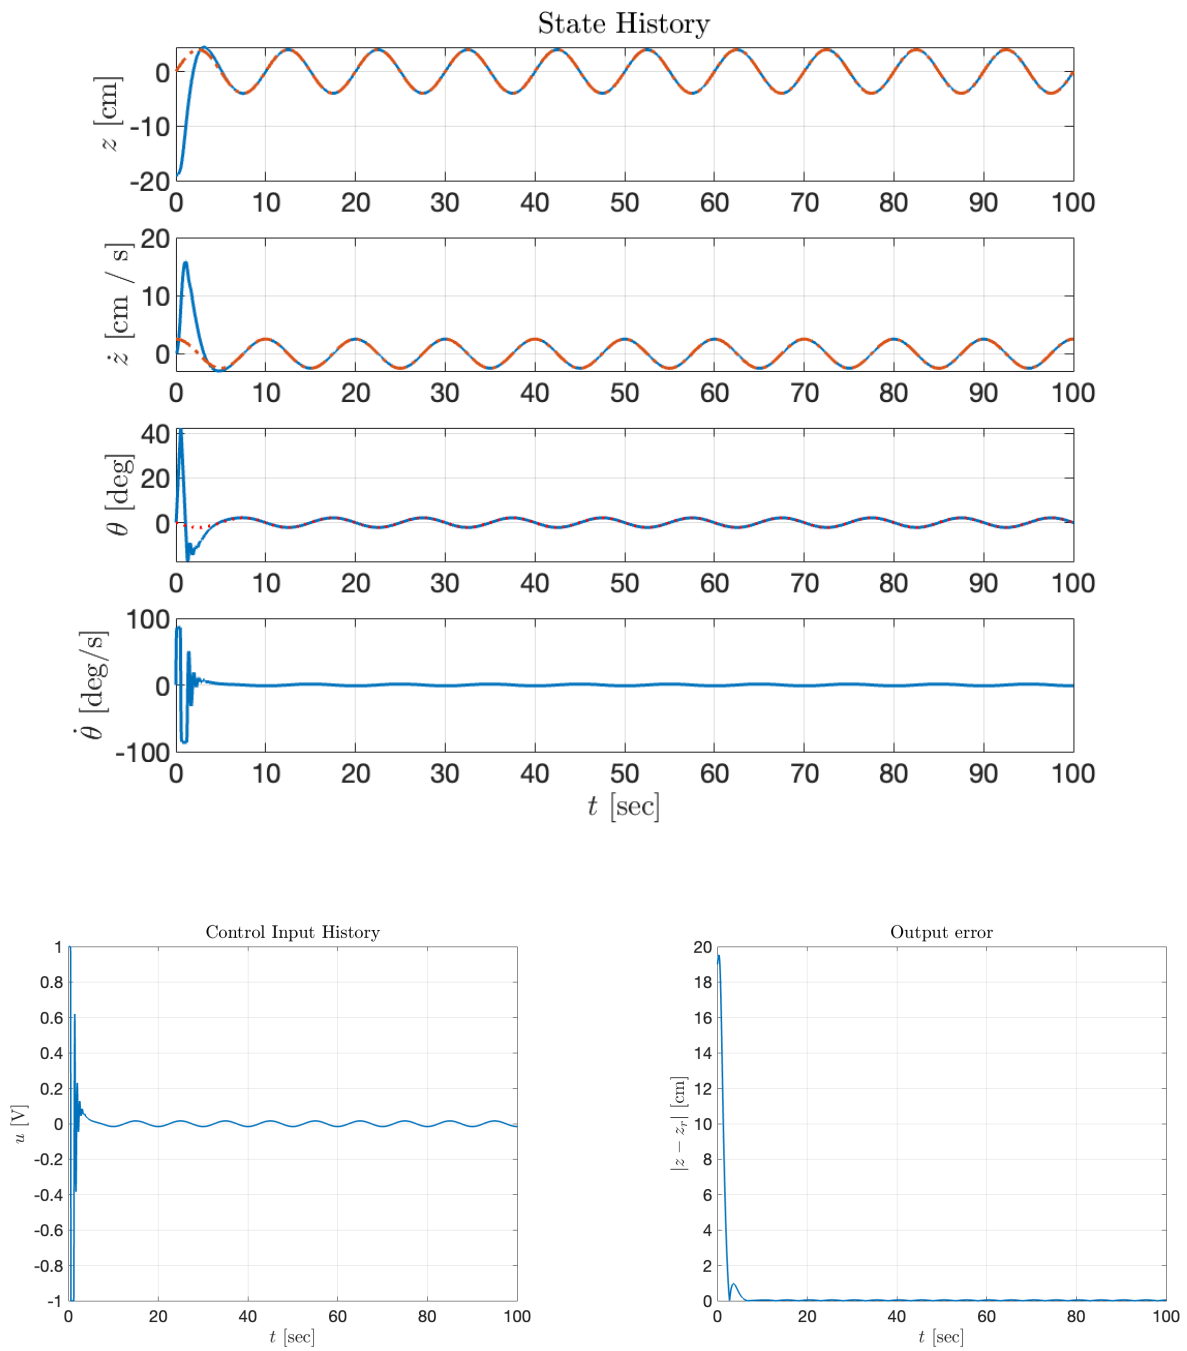 State History
z [cm]
0
-10
-20
0 10 20 30 40 50 60 70 80 90 100
ż [cm / s]
20
10
0
0 10 20 30 40 50 60 70 80 90 100
θ [deg]
40
20
0
0 10 20 30 40 50 60 70 80 90 100
θ̇ [deg/s]
100
0
-100
0 10 20 30 40 50 60 70 80 90 100
t [sec]
Control Input History
u [V]
1
0.8
0.6
0.4
0.2
0
-0.2
-0.4
-0.6
-0.8
-1
0 20 40 60 80 100
t [sec]
Output error
|z − z_r| [cm]
20
18
16
14
12
10
8
6
4
2
0
0 20 40 60 80 100
t [sec]